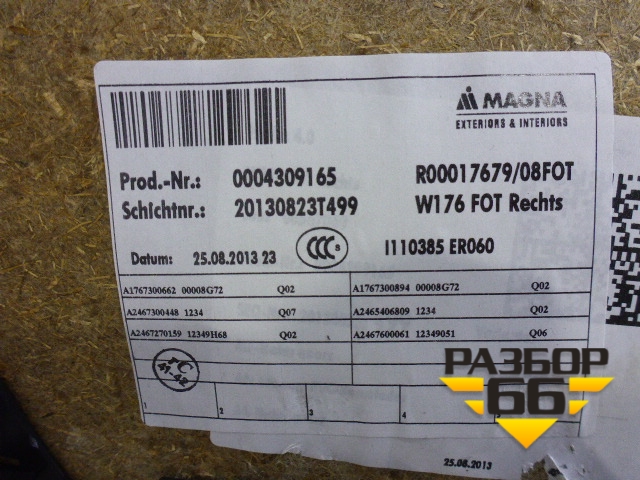 MAGNA
EXTERIORS & INTERIORS
Prod.-Nr.: 0004309165 R00017679/08FOT
Schichtnr.: 20130823T499 W176 FOT Rechts
Datum: 25.08.2013 23 CCC S I110385 ER060
A1767300662 00008G72 Q02 A1767300894 00008G72 Q02
A2467300448 1234 Q07 A2465406809 1234 Q02
A2467270159 12349H68 Q02 A2467600061 12349051 Q06
1 2 3 4
РАЗБОР
66
25.08.2013